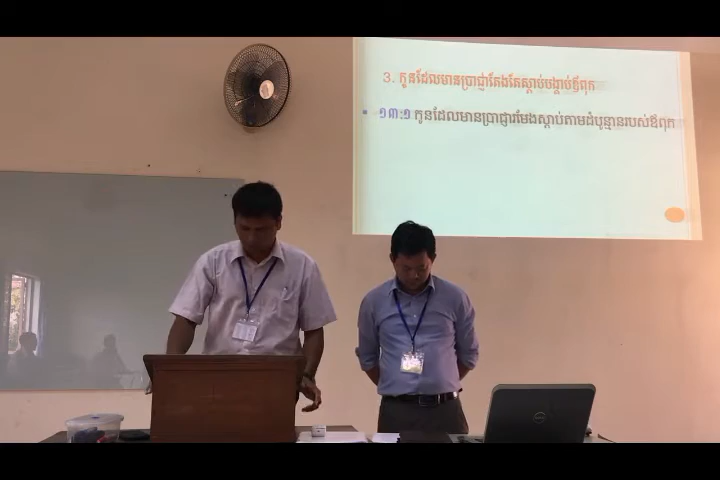 3. កូនដែលមានប្រាជ្ញាតែងតែស្តាប់បង្គាប់ឪពុក
១៣:១ កូនដែលមានប្រាជ្ញារមែងស្តាប់តាមដំបូន្មានរបស់ឪពុក
DELL